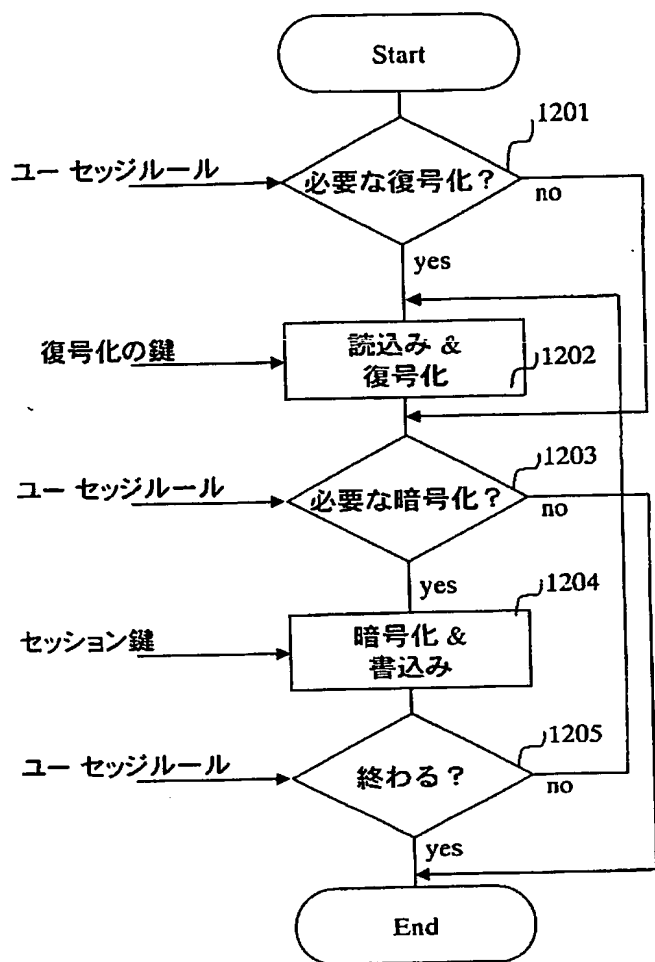 Start
1201
ユー セッジルール
必要な復号化？
no
yes
復号化の鍵
読込み &
復号化
1202
1203
ユー セッジルール
必要な暗号化？
no
yes
1204
セッション鍵
暗号化 &
書込み
1205
ユー セッジルール
終わる？
no
yes
End